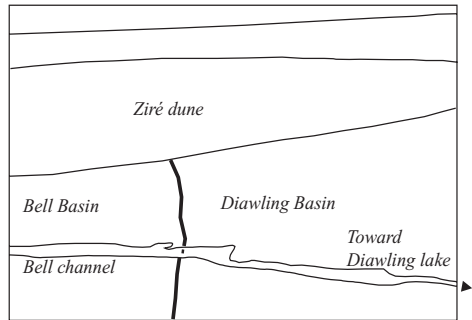 Ziré dune
Bell Basin
Diawling Basin
Toward
Diawling lake
Bell channel